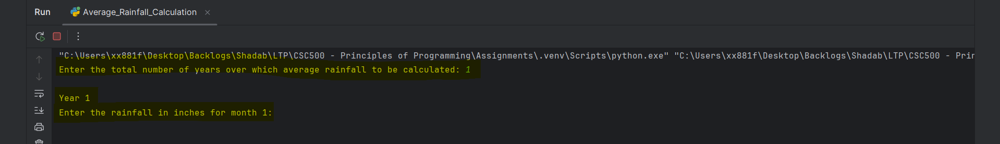 Run Average_Rainfall_Calculation
"C:\Users\xx881f\Desktop\Backlogs\Shadab\LTP\CSC500 - Principles of Programming\Assignments\.venv\Scripts\python.exe" "C:\Users\xx881f\Desktop\Backlogs\Shadab\LTP\CSC500 - Prin
Enter the total number of years over which average rainfall to be calculated: 1
Year 1
Enter the rainfall in inches for month 1: